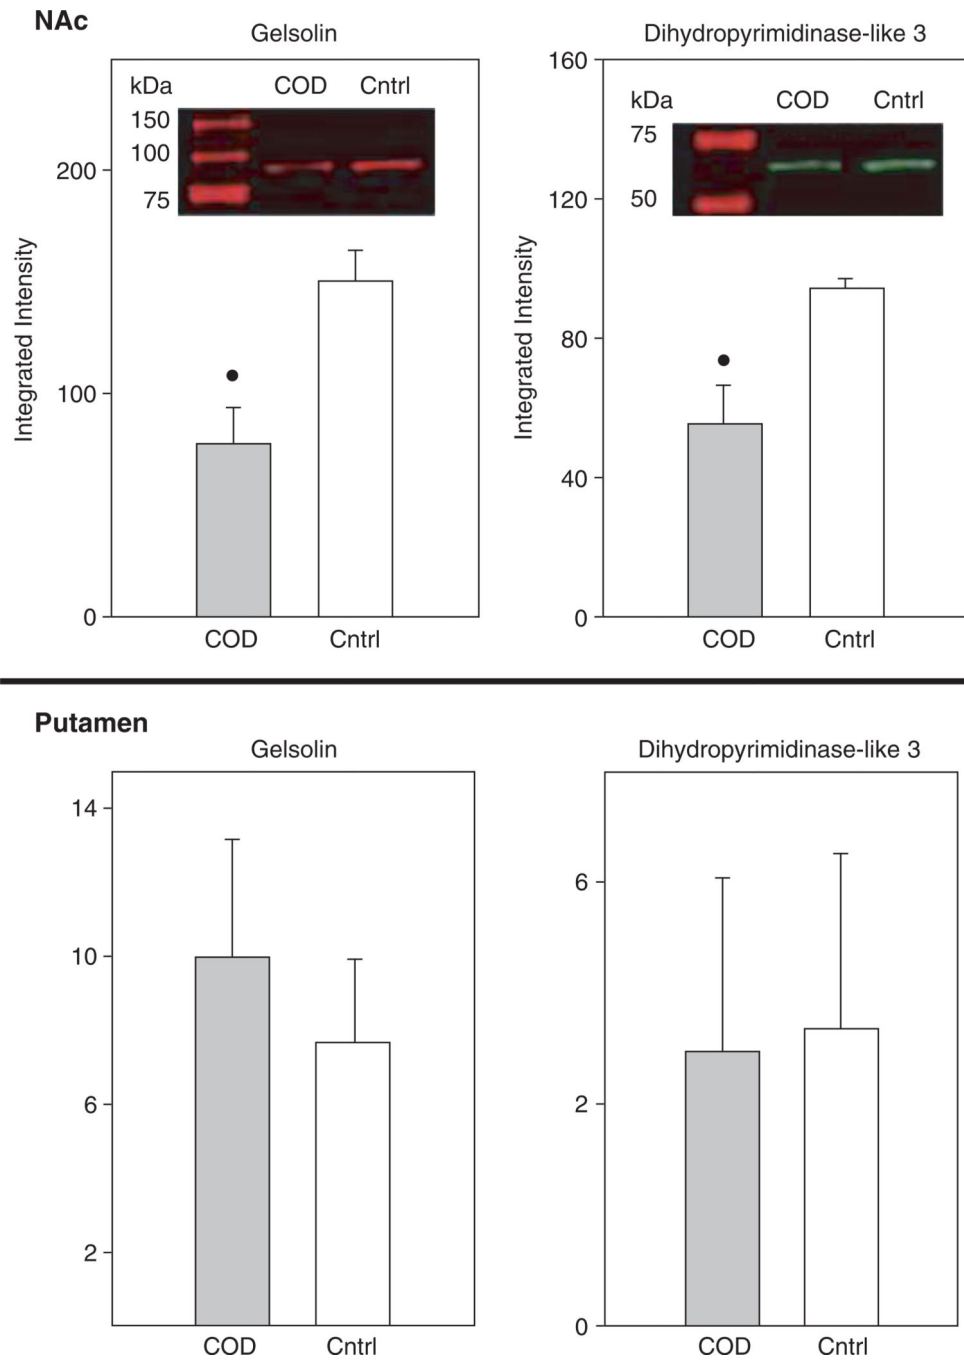 NAc
Gelsolin
kDa
COD
Cntrl
150
100
75
200
100
0
Integrated Intensity
COD
Cntrl
Dihydropyrimidinase-like 3
160
kDa
COD
Cntrl
75
50
120
80
40
0
Integrated Intensity
COD
Cntrl
Putamen
Gelsolin
14
10
6
2
COD
Cntrl
Dihydropyrimidinase-like 3
6
2
0
COD
Cntrl